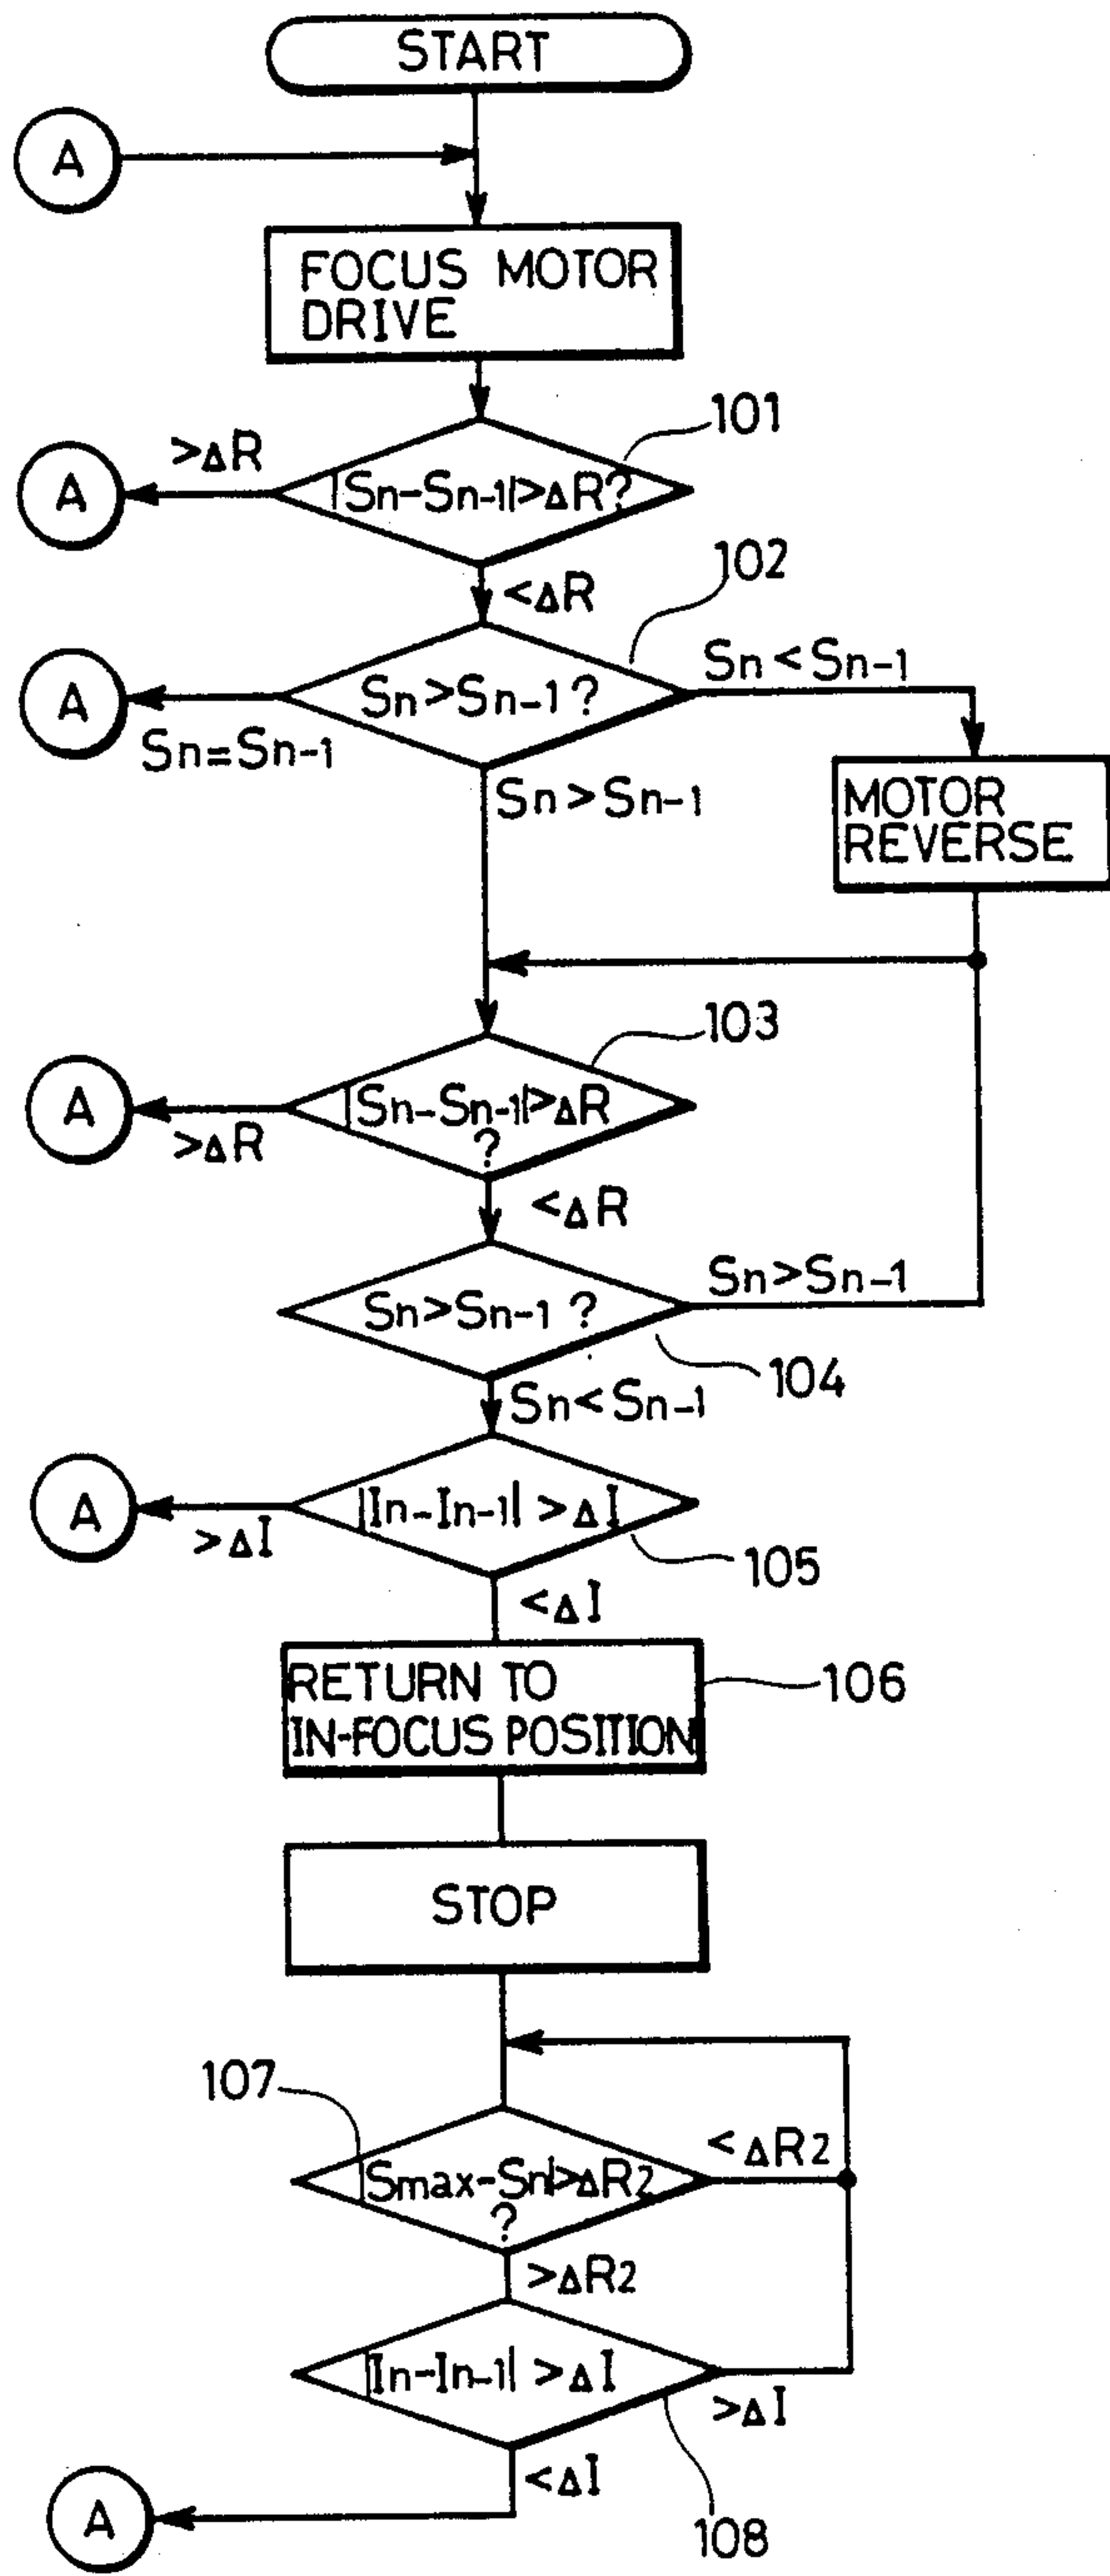 START
A
FOCUS MOTOR
DRIVE
101
>ΔR
A
|Sn-Sn-1|>ΔR?
102
<ΔR
Sn<Sn-1
A
Sn>Sn-1?
Sn=Sn-1
Sn>Sn-1
MOTOR
REVERSE
103
A
|Sn-Sn-1|>ΔR
?
>ΔR
<ΔR
Sn>Sn-1
Sn>Sn-1?
104
Sn<Sn-1
A
|In-In-1|>ΔI
>ΔI
105
<ΔI
RETURN TO
IN-FOCUS POSITION
106
STOP
107
<ΔR2
|Smax-Sn|>ΔR2
?
>ΔR2
|In-In-1|>ΔI
>ΔI
<ΔI
A
108